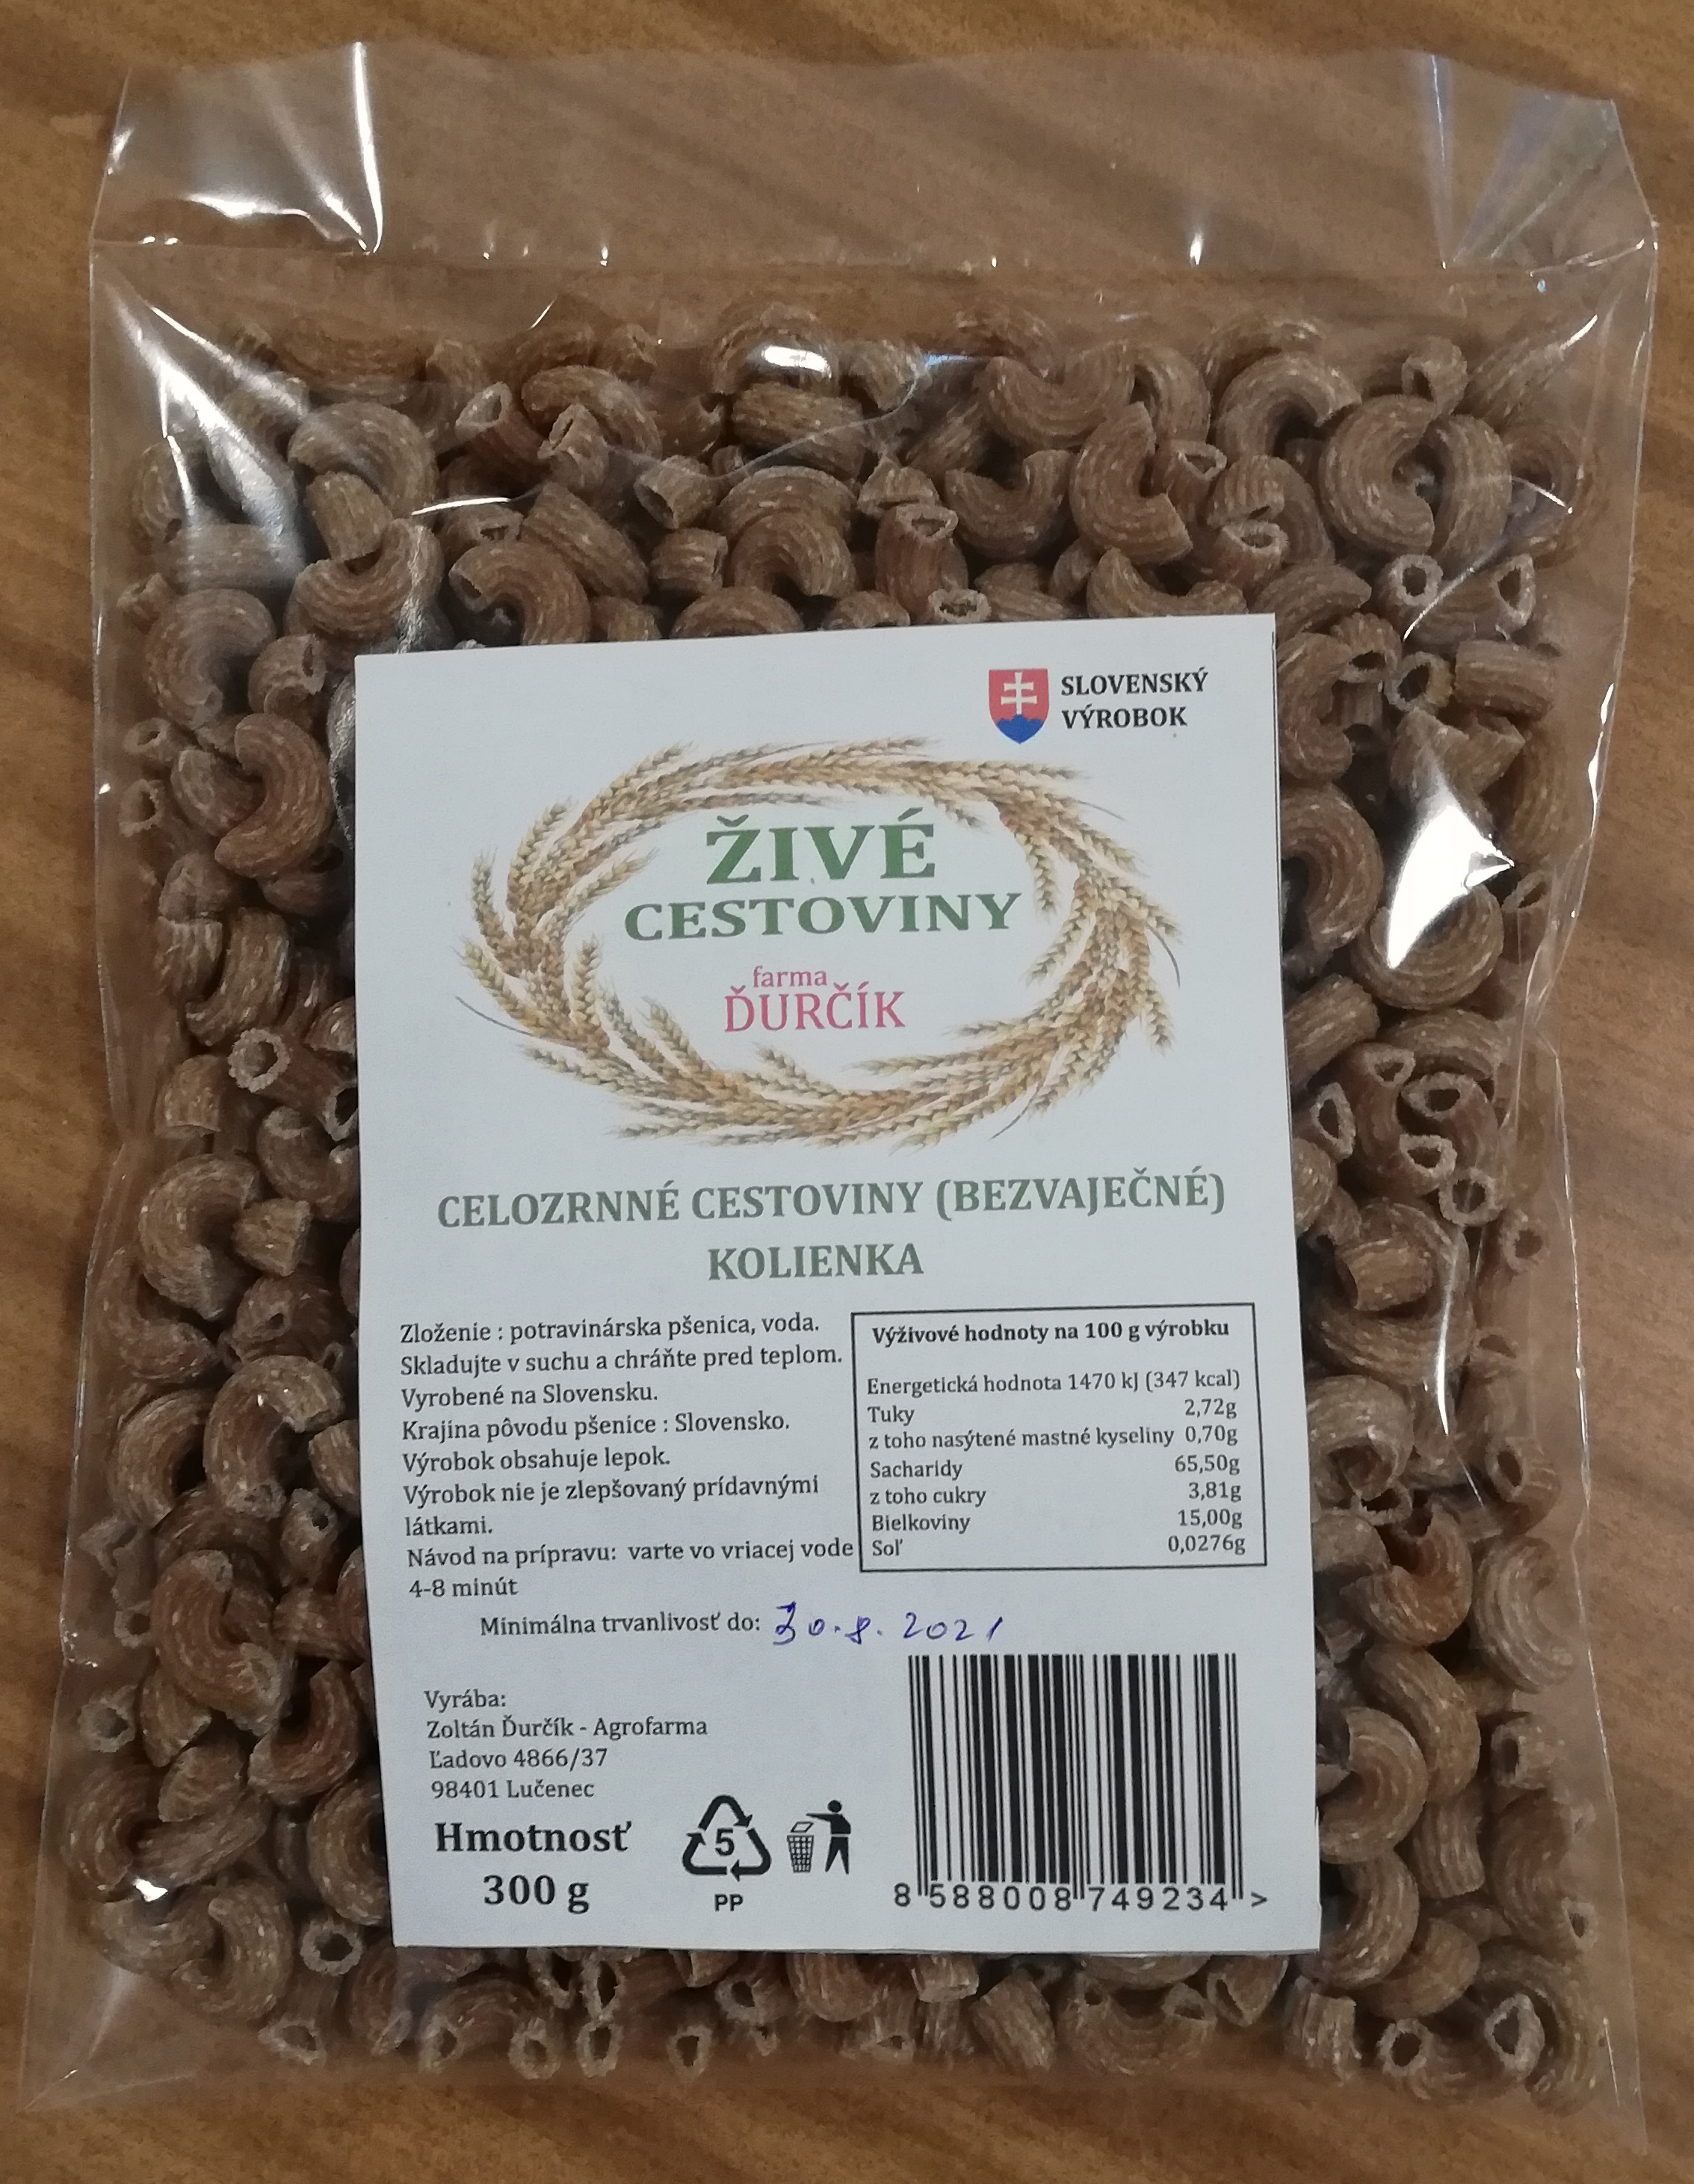 SLOVENSKÝ
VÝROBOK
ŽIVÉ
CESTOVINY
farma
ĎURČÍK
CELOZRNNÉ CESTOVINY (BEZVAJEČNÉ)
KOLIENKA
Zloženie : potravinárska pšenica, voda.
Skladujte v suchu a chráňte pred teplom.
Vyrobené na Slovensku.
Krajina pôvodu pšenice : Slovensko.
Výrobok obsahuje lepok.
Výrobok nie je zlepšovaný prídavnými
látkami.
Návod na prípravu: varte vo vriacej vode
4-8 minút
Výživové hodnoty na 100 g výrobku
Energetická hodnota 1470 kJ (347 kcal)
Tuky 2,72g
z toho nasýtené mastné kyseliny 0,70g
Sacharidy 65,50g
z toho cukry 3,81g
Bielkoviny 15,00g
Soľ 0,0276g
Minimálna trvanlivosť do: 30.8. 2021
Vyrába:
Zoltán Ďurčík - Agrofarma
Ľadovo 4866/37
98401 Lučenec
Hmotnosť
300 g
5
PP
8 588008 749234 >